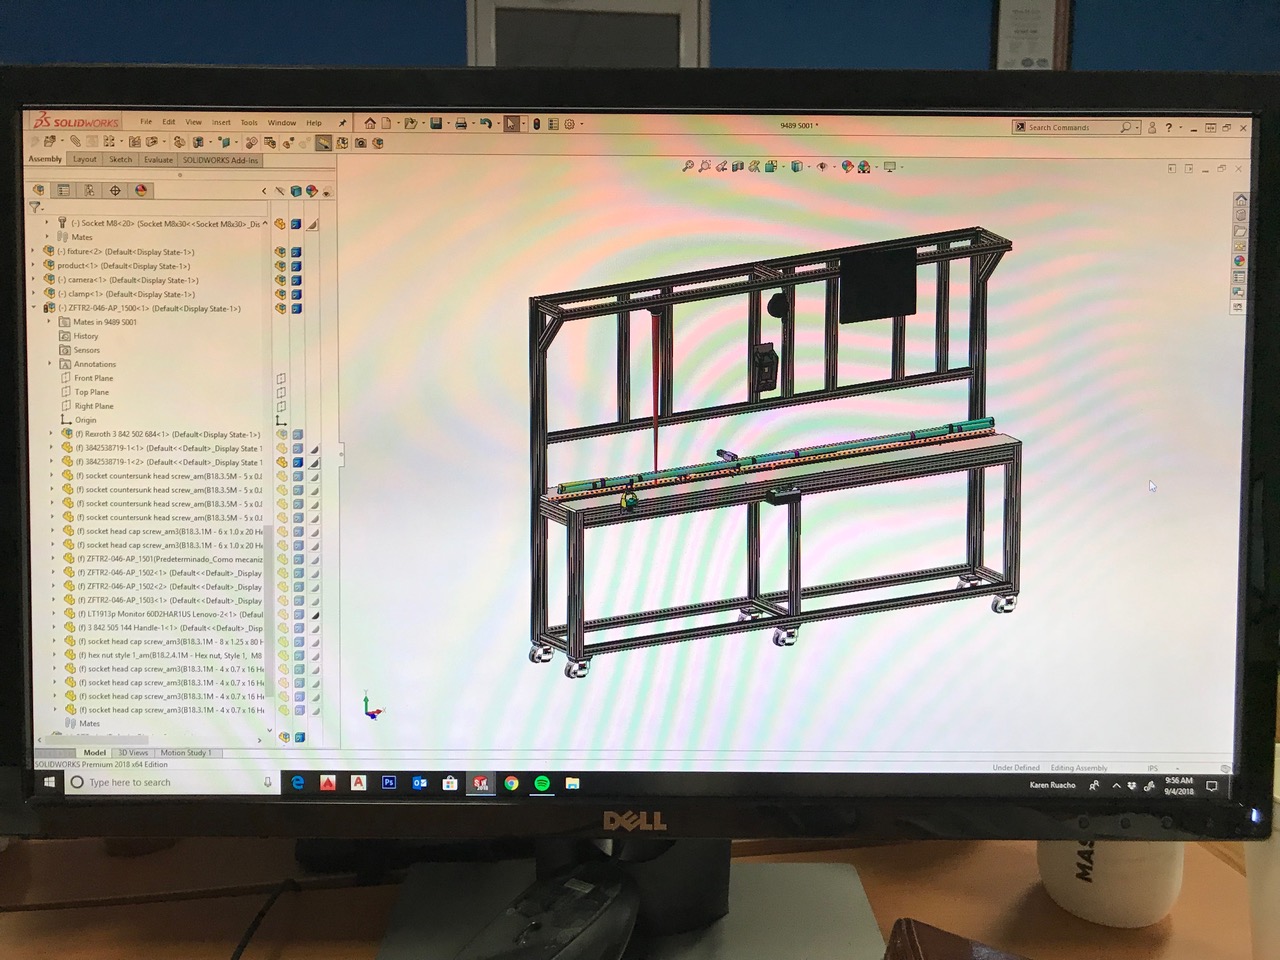 SOLIDWORKS File Edit View Insert Tools Window Help 9489 S001 * Search Commands
Assembly Layout Sketch Evaluate SOLIDWORKS Add-Ins
(-) Socket M8<20> (Socket M8x30<<Socket M8x30>_Dis
Mates
(-) fixture<2> (Default<Display State-1>)
product<1> (Default<Display State-1>)
(-) camera<1> (Default<Display State-1>)
(-) clamp<1> (Default<Display State-1>)
(-) ZFTR2-046-AP_1500<1> (Default<Display State-1>)
Mates in 9489 S001
History
Sensors
Annotations
Front Plane
Top Plane
Right Plane
Origin
(f) Rexroth 3 842 502 684<1> (Default<Display State-1>)
(f) 3842538719-1<1> (Default<<Default>_Display State 1
(f) 3842538719-1<2> (Default<<Default>_Display State 1
(f) socket countersunk head screw_am(B18.3.5M - 5 x 0.8
(f) socket countersunk head screw_am(B18.3.5M - 5 x 0.8
(f) socket countersunk head screw_am(B18.3.5M - 5 x 0.8
(f) socket countersunk head screw_am(B18.3.5M - 5 x 0.8
(f) socket head cap screw_am3(B18.3.1M - 6 x 1.0 x 20 He
(f) socket head cap screw_am3(B18.3.1M - 6 x 1.0 x 20 He
(f) ZFTR2-046-AP_1501(Predeterminado_Como mecaniz
(f) ZFTR2-046-AP_1502<1> (Default<<Default>_Display
(f) ZFTR2-046-AP_1502<2> (Default<<Default>_Display
(f) ZFTR2-046-AP_1503<1> (Default<<Default>_Display
(f) LT1913p Monitor 60D2HAR1US Lenovo-2<1> (Defaul
(f) 3 842 505 144 Handle-1<1> (Default<<Default>_Disp
(f) socket head cap screw_am3(B18.3.1M - 8 x 1.25 x 80 H
(f) hex nut style 1_am(B18.2.4.1M - Hex nut, Style 1, M8
(f) socket head cap screw_am3(B18.3.1M - 4 x 0.7 x 16 He
(f) socket head cap screw_am3(B18.3.1M - 4 x 0.7 x 16 He
(f) socket head cap screw_am3(B18.3.1M - 4 x 0.7 x 16 He
(f) socket head cap screw_am3(B18.3.1M - 4 x 0.7 x 16 He
Mates
Model 3D Views Motion Study 1
SOLIDWORKS Premium 2018 x64 Edition Under Defined Editing Assembly IPS
Type here to search Karen Ruacho 9:56 AM
9/4/2018
DELL
MAS